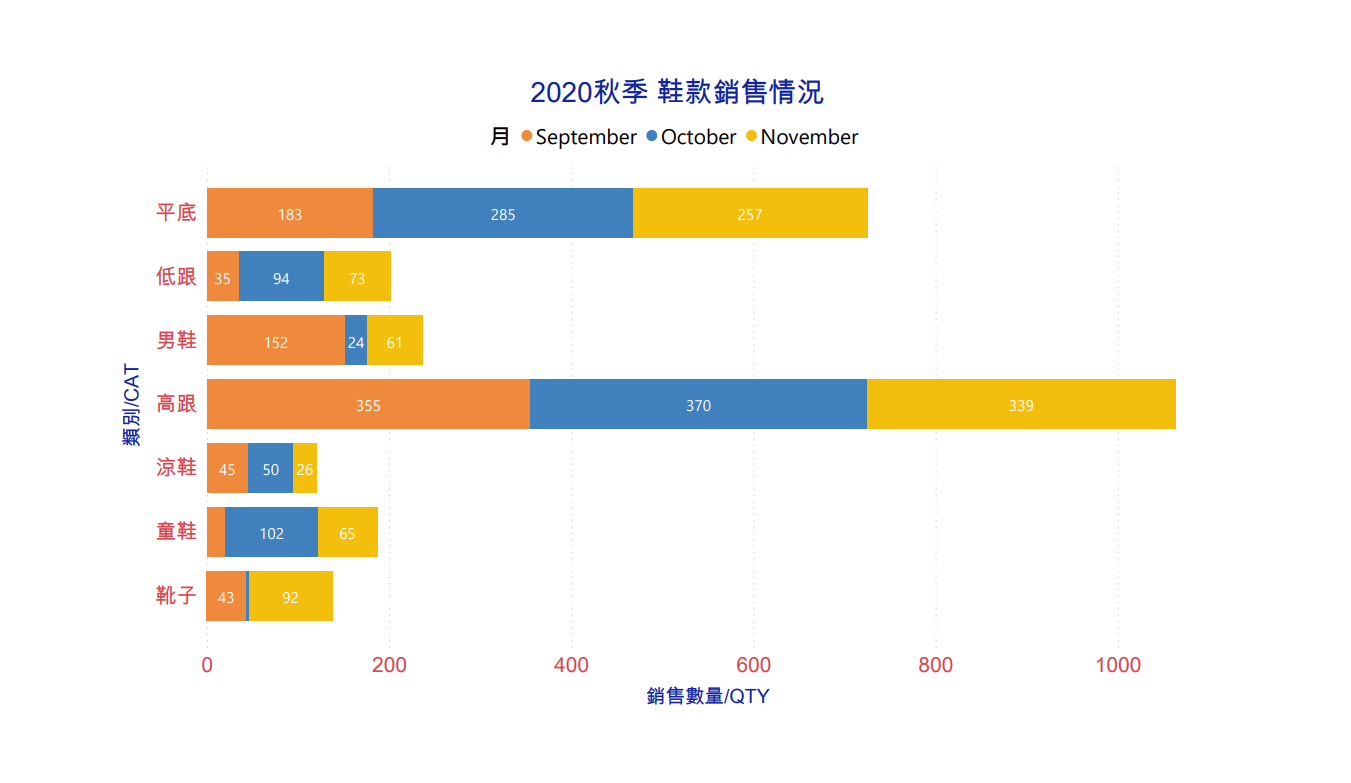 2020秋季 鞋款銷售情況
月 September October November
平底 183 285 257
低跟 35 94 73
男鞋 152 24 61
高跟 355 370 339
涼鞋 45 50 26
童鞋 102 65
靴子 43 92
類別/CAT
0 200 400 600 800 1000
銷售數量/QTY